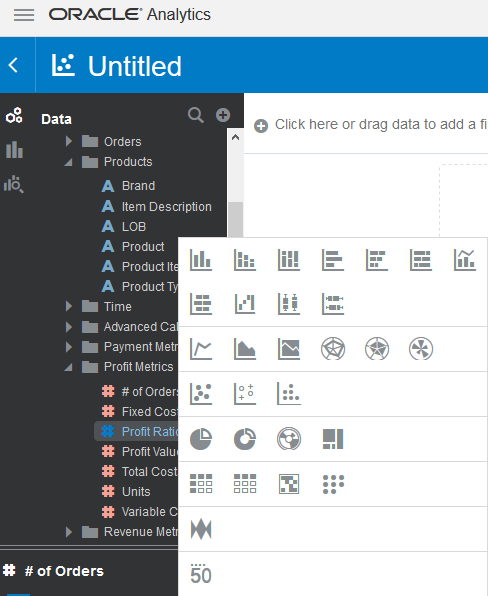 ORACLE Analytics
Untitled
Data
Click here or drag data to add a fi
Orders
Products
A Brand
A Item Description
A LOB
A Product
A Product Ite
A Product Ty
Time
Advanced Cal
Payment Metr
Profit Metrics
# # of Orders
# Fixed Cost
# Profit Ratio
# Profit Value
# Total Cost
# Units
# Variable C
Revenue Metr
# # of Orders
50